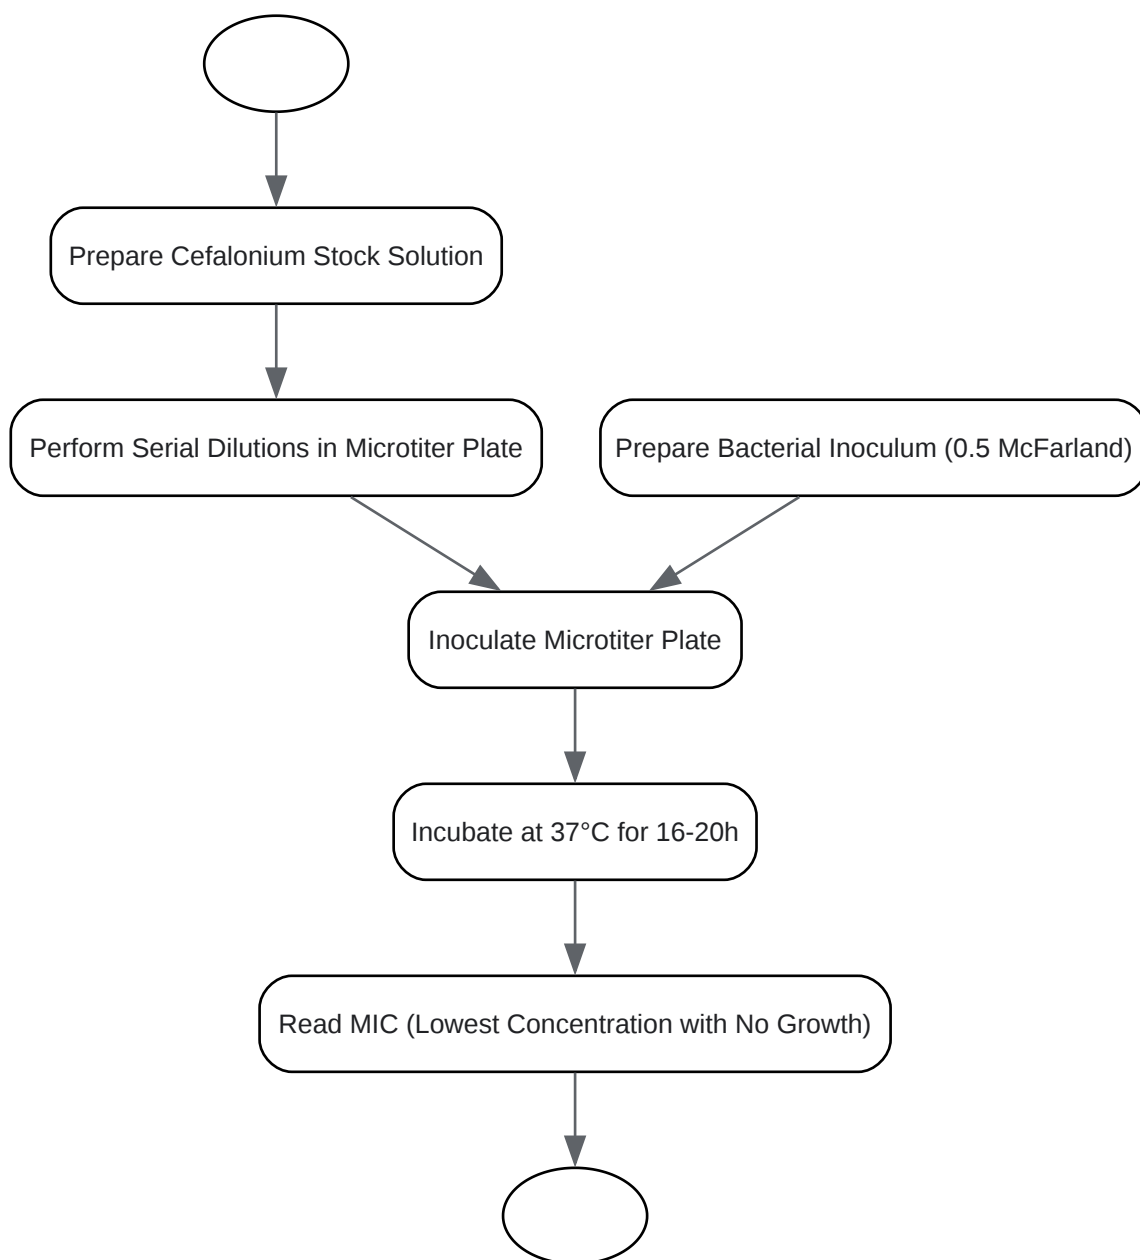 Prepare Cefalonium Stock Solution
Perform Serial Dilutions in Microtiter Plate
Prepare Bacterial Inoculum (0.5 McFarland)
Inoculate Microtiter Plate
Incubate at 37°C for 16-20h
Read MIC (Lowest Concentration with No Growth)